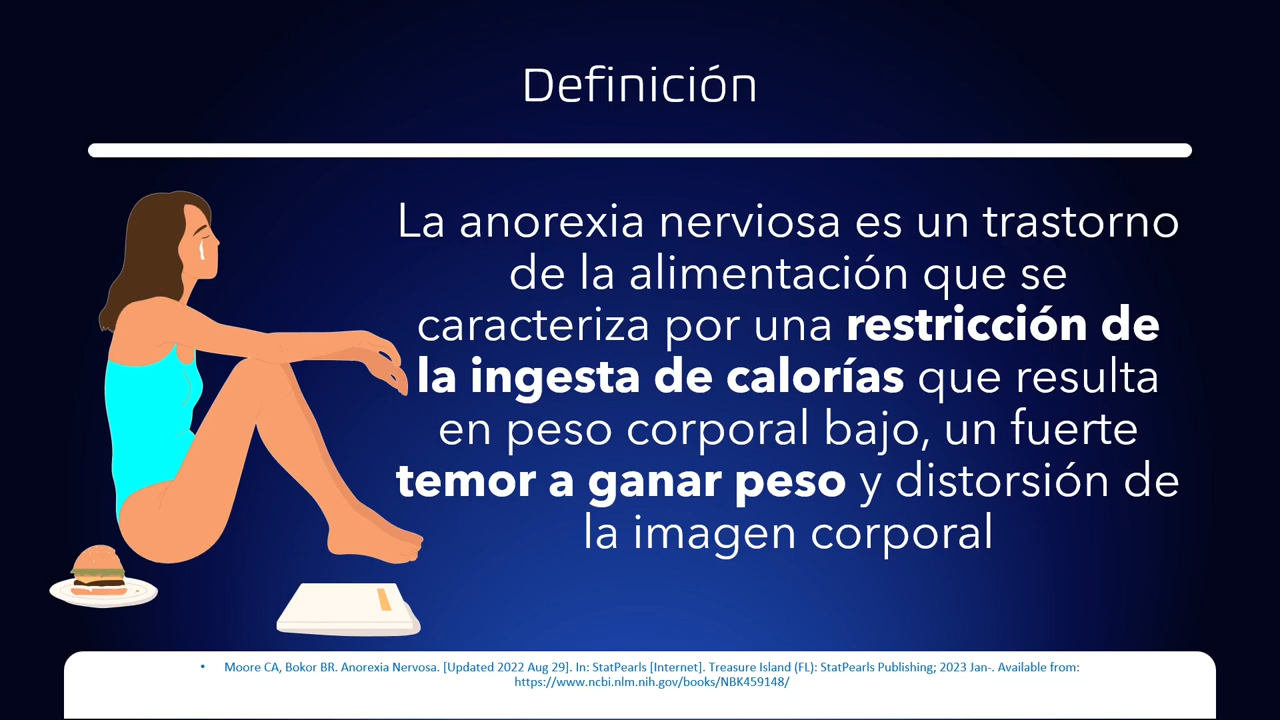 Definición
La anorexia nerviosa es un trastorno
de la alimentación que se
caracteriza por una restricción de
la ingesta de calorías que resulta
en peso corporal bajo, un fuerte
temor a ganar peso y distorsión de
la imagen corporal
• Moore CA, Bokor BR. Anorexia Nervosa. [Updated 2022 Aug 29]. In: StatPearls [Internet]. Treasure Island (FL): StatPearls Publishing; 2023 Jan-. Available from:
https://www.ncbi.nlm.nih.gov/books/NBK459148/